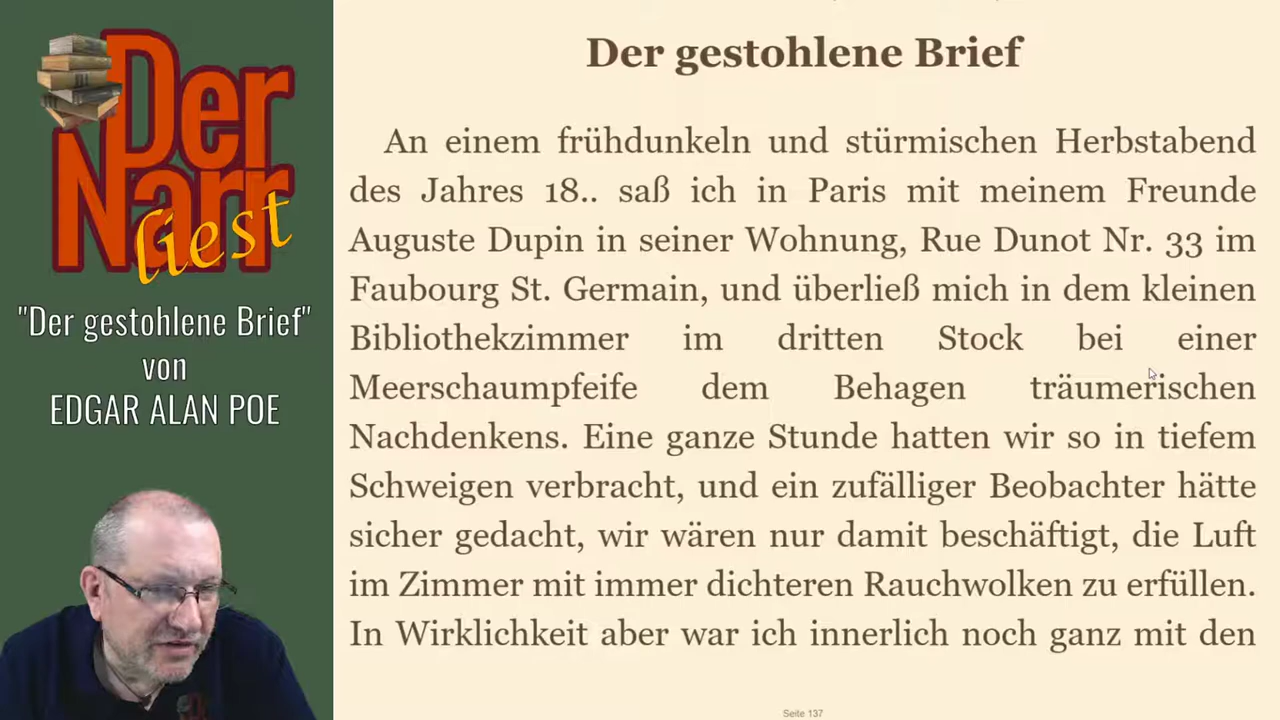 Der
Narr
liest
"Der gestohlene Brief"
von
EDGAR ALAN POE
Der gestohlene Brief
An einem frühdunkeln und stürmischen Herbstabend
des Jahres 18.. saß ich in Paris mit meinem Freunde
Auguste Dupin in seiner Wohnung, Rue Dunot Nr. 33 im
Faubourg St. Germain, und überließ mich in dem kleinen
Bibliothekzimmer im dritten Stock bei einer
Meerschaumpfeife dem Behagen träumerischen
Nachdenkens. Eine ganze Stunde hatten wir so in tiefem
Schweigen verbracht, und ein zufälliger Beobachter hätte
sicher gedacht, wir wären nur damit beschäftigt, die Luft
im Zimmer mit immer dichteren Rauchwolken zu erfüllen.
In Wirklichkeit aber war ich innerlich noch ganz mit den
Seite 137